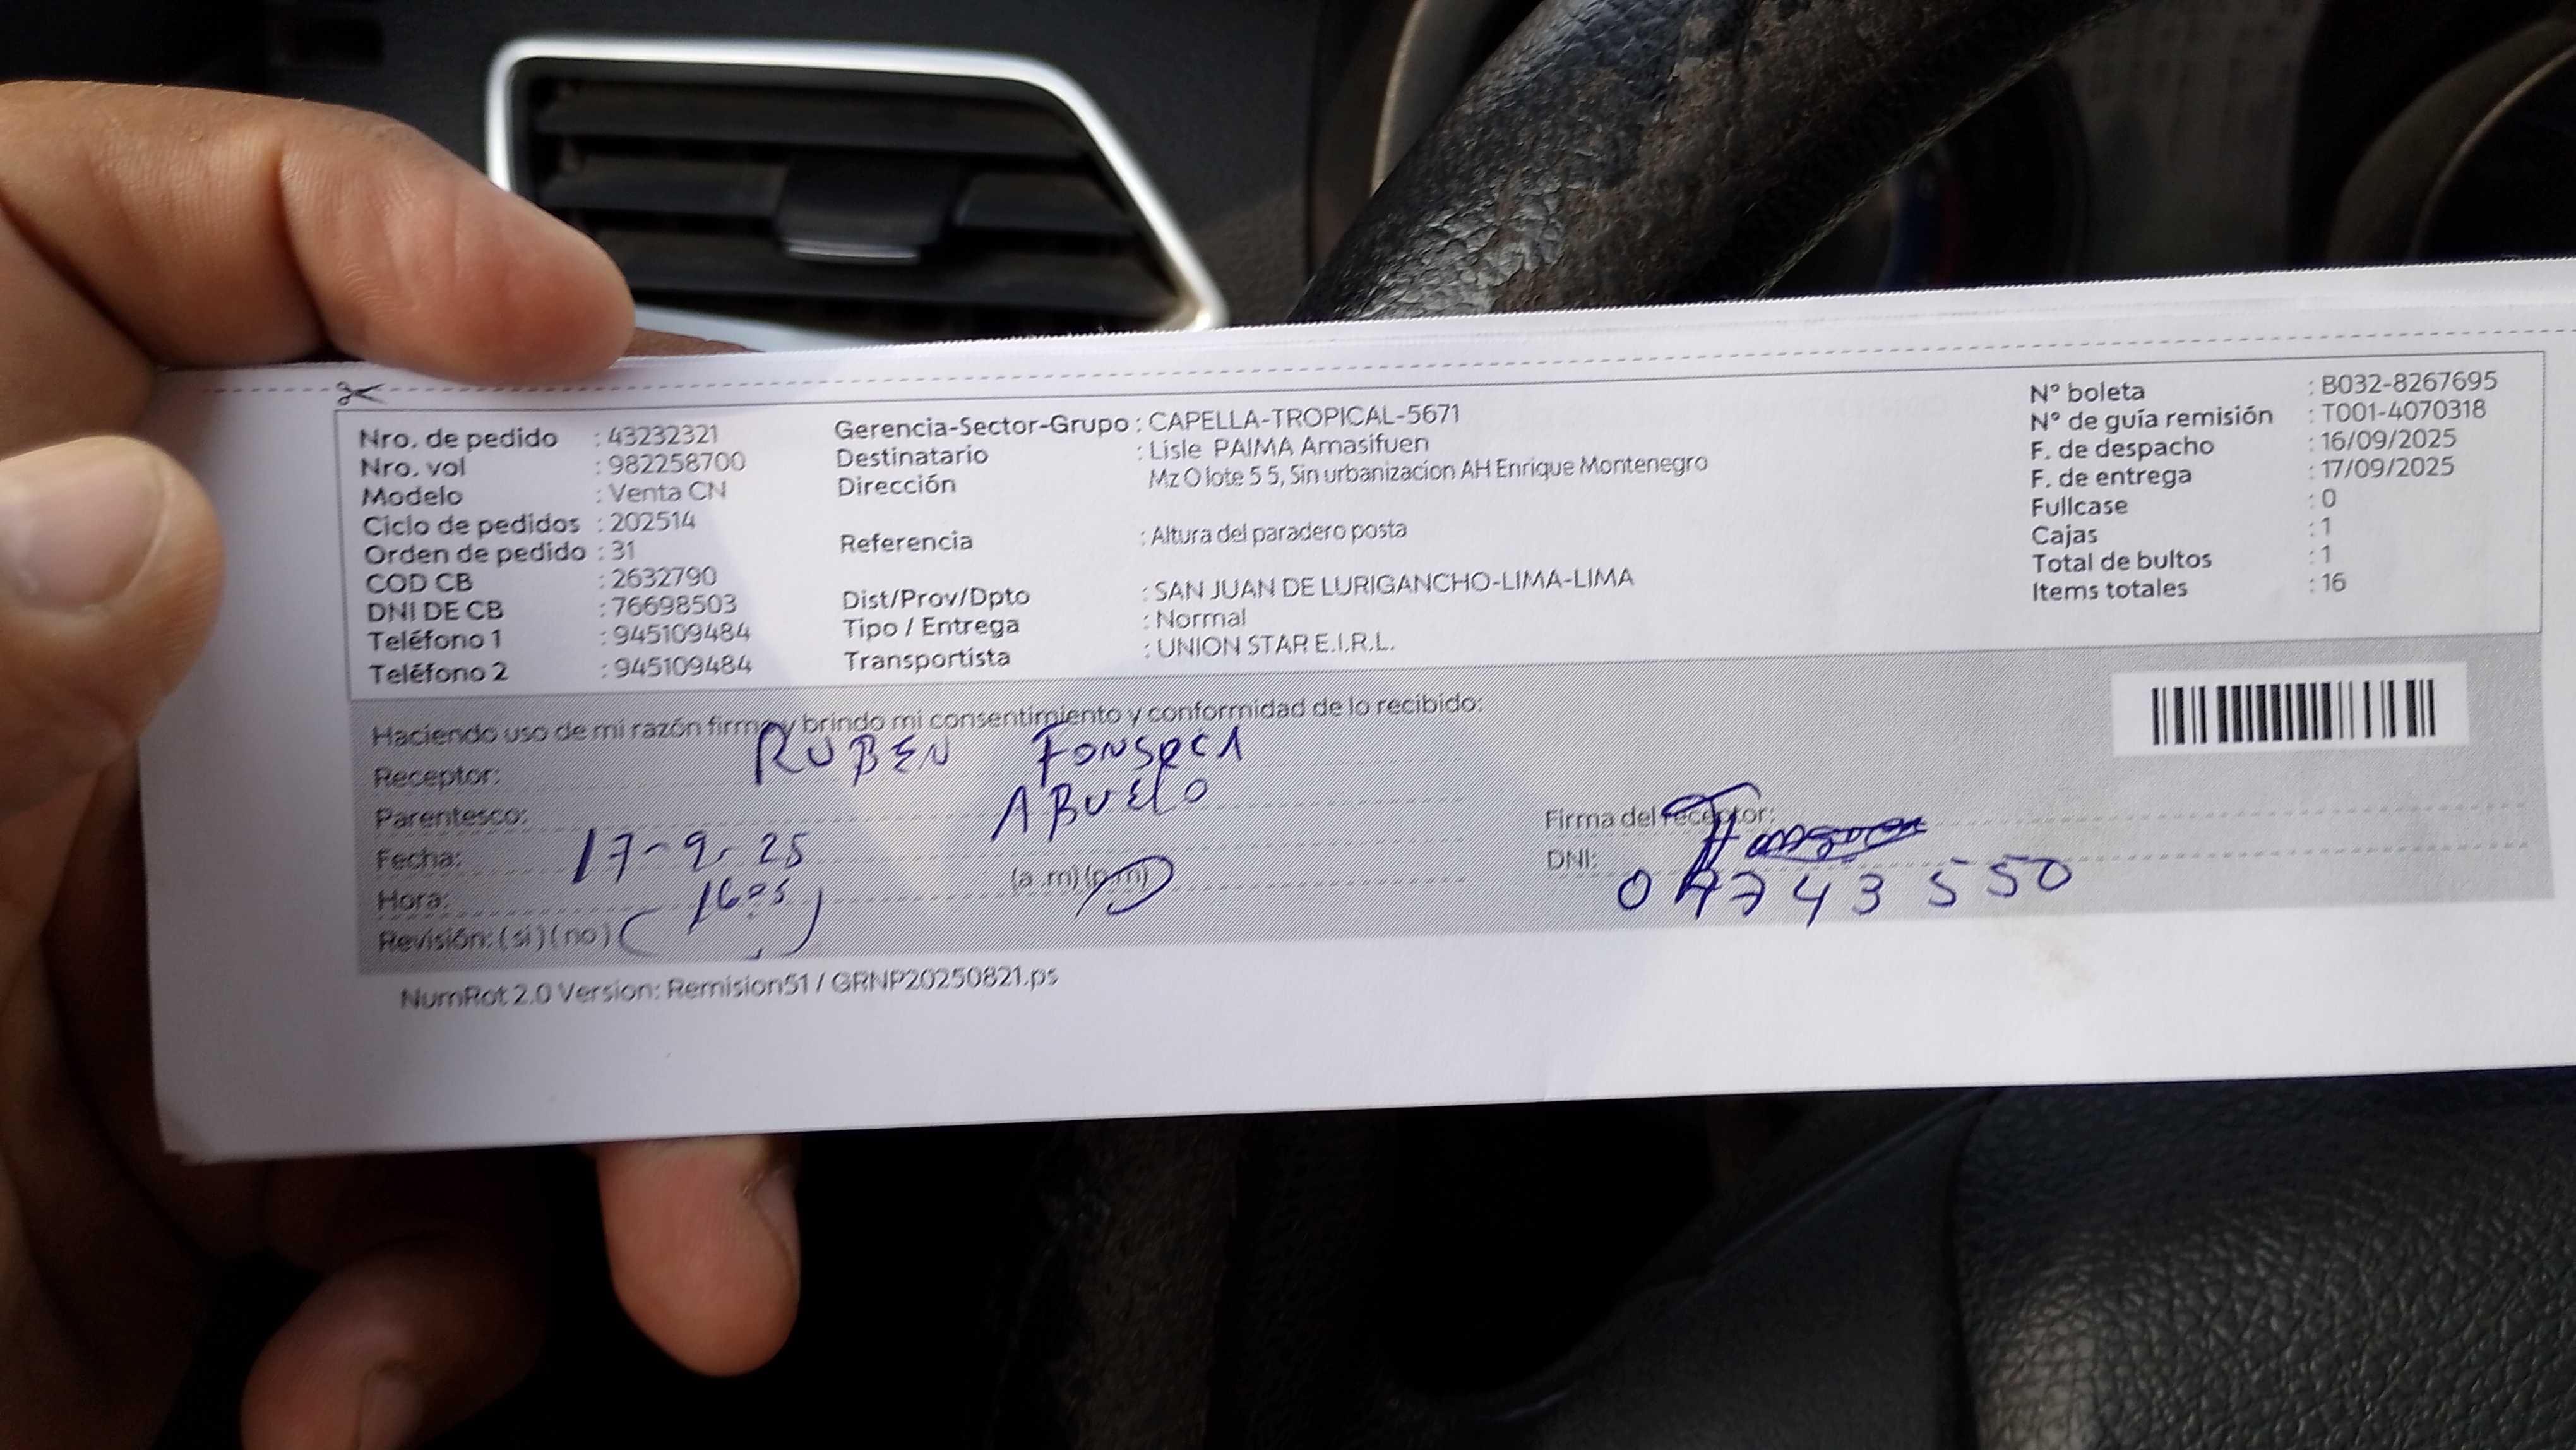 Nro. de pedido : 43232321
Nro. vol : 982258700
Modelo : Venta CN
Ciclo de pedidos : 202514
Orden de pedido : 31
COD CB : 2632790
DNI DE CB : 76698503
Teléfono 1 : 945109484
Teléfono 2 : 945109484
Gerencia-Sector-Grupo : CAPELLA-TROPICAL-5671
Destinatario : Lisle PAIMA Amasifuen
Dirección Mz O lote 5 5, Sin urbanizacion AH Enrique Montenegro
Referencia : Altura del paradero posta
Dist/Prov/Dpto : SAN JUAN DE LURIGANCHO-LIMA-LIMA
Tipo / Entrega : Normal
Transportista : UNION STAR E.I.R.L.
N° boleta : B032-8267695
N° de guía remisión : T001-4070318
F. de despacho : 16/09/2025
F. de entrega : 17/09/2025
Fullcase : 0
Cajas : 1
Total de bultos : 1
Items totales : 16
Haciendo uso de mi razón firmo y brindo mi consentimiento y conformidad de lo recibido:
Receptor: RUBEN FONSECA
Parentesco: ABUELO
Fecha: 17-9-25
Hora: 16:05 (a .m) (p.m)
Revisión: ( si ) ( no )
Firma del receptor:
DNI:
NumRot 2.0 Version: Remision51 / GRNP20250821.ps